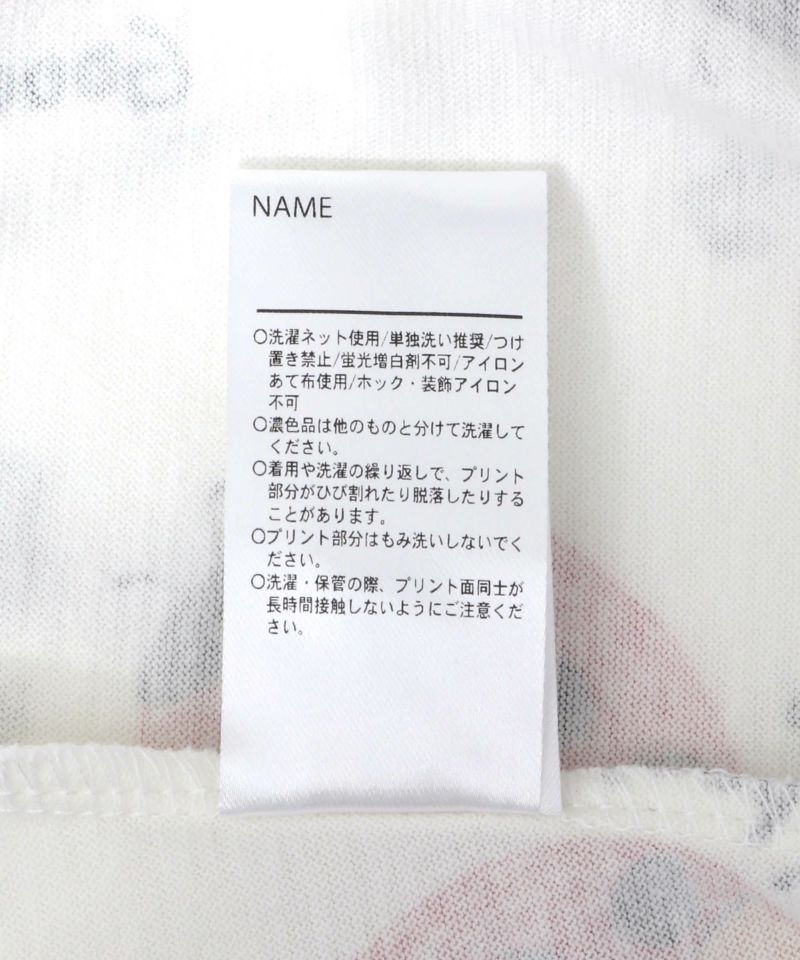 NAME
○洗濯ネット使用/単独洗い推奨/つけ
置き禁止/蛍光増白剤不可/アイロン
あて布使用/ホック・装飾アイロン
不可
○濃色品は他のものと分けて洗濯して
ください。
○着用や洗濯の繰り返しで、プリント
部分がひび割れたり脱落したりする
ことがあります。
○プリント部分はもみ洗いしないでく
ださい。
○洗濯・保管の際、プリント面同士が
長時間接触しないようにご注意くだ
さい。